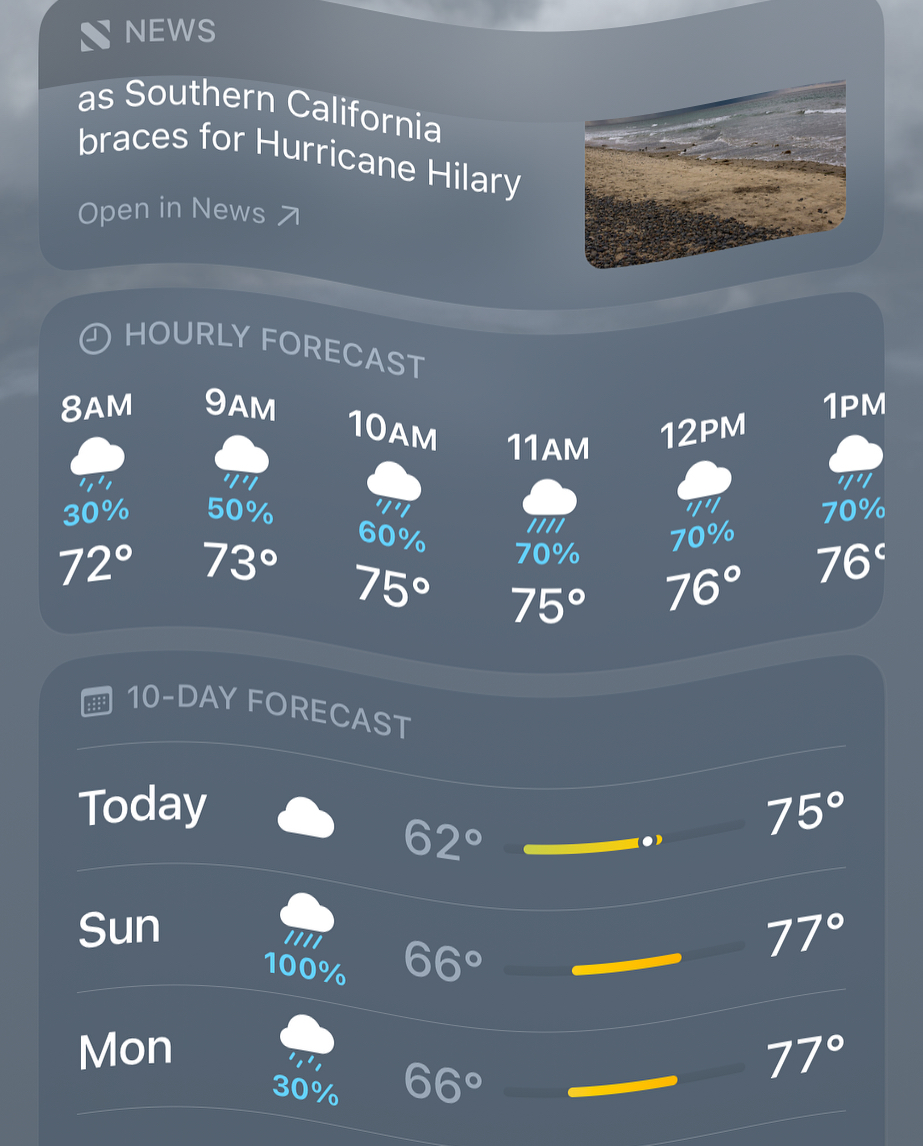 NEWS
as Southern California
braces for Hurricane Hilary
Open in News
HOURLY FORECAST
8AM 9AM 10AM 11AM 12PM 1PM
30% 50% 60% 70% 70% 70%
72° 73° 75° 75° 76° 76°
10-DAY FORECAST
Today 62° 75°
Sun 100% 66° 77°
Mon 30% 66° 77°